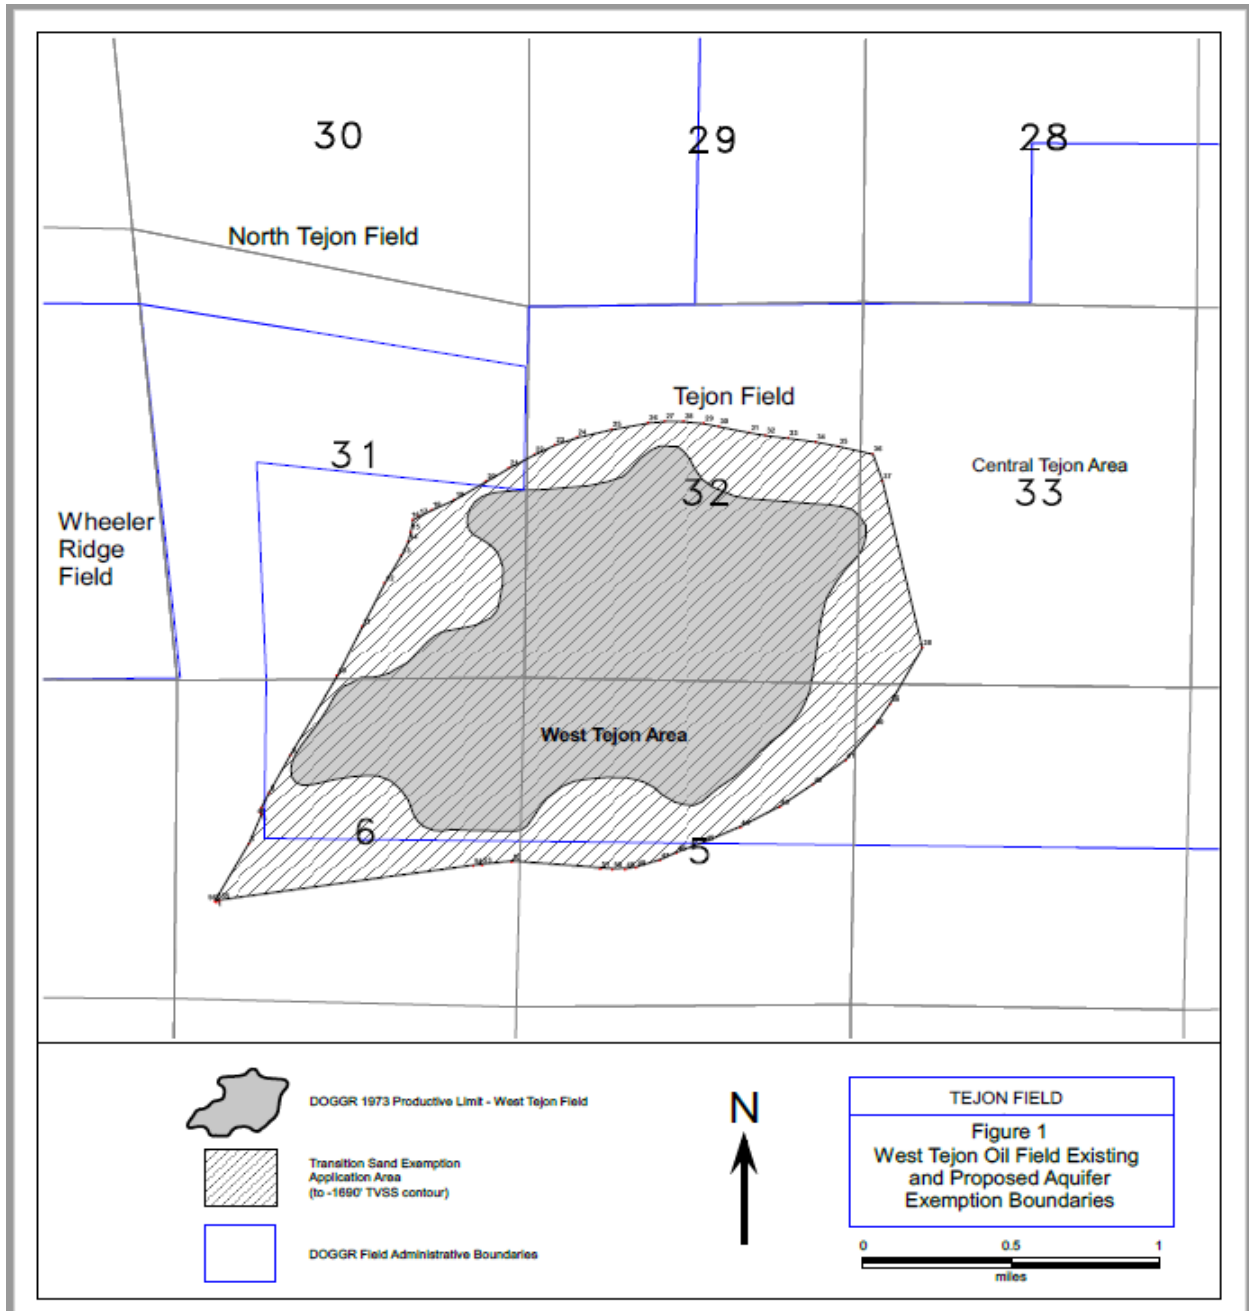 30
29
28
North Tejon Field
Tejon Field
31
32
Central Tejon Area
33
Wheeler
Ridge
Field
West Tejon Area
6
5
DOGGR 1973 Productive Limit - West Tejon Field
Transition Sand Exemption
Application Area
(to -1690' TVSS contour)
DOGGR Field Administrative Boundaries
N
TEJON FIELD
Figure 1
West Tejon Oil Field Existing
and Proposed Aquifer
Exemption Boundaries
0 0.5 1
miles